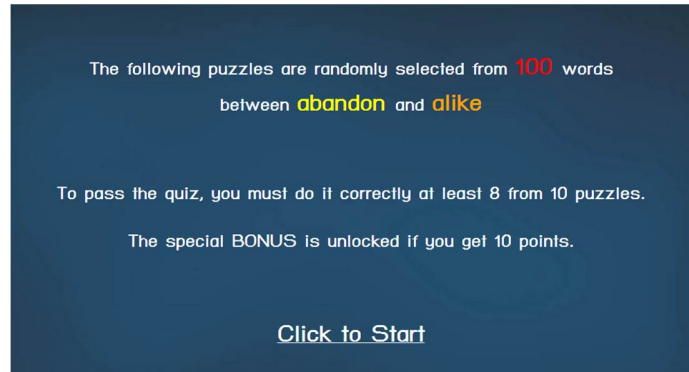 The following puzzles are randomly selected from 100 words
between abandon and alike
To pass the quiz, you must do it correctly at least 8 from 10 puzzles.
The special BONUS is unlocked if you get 10 points.
Click to Start